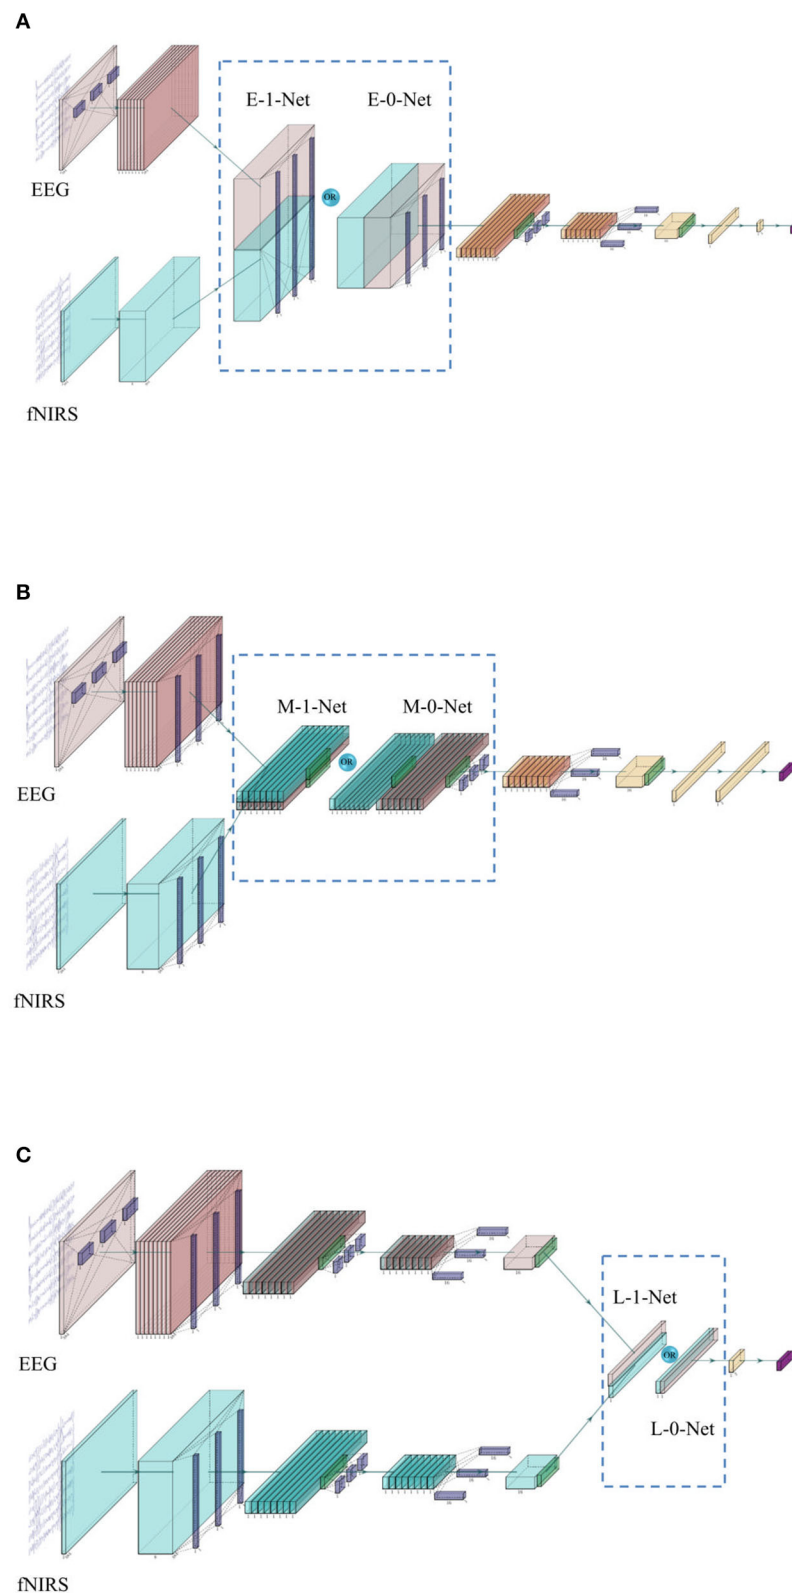 A
E-1-Net
E-0-Net
OR
EEG
fNIRS
B
M-1-Net
M-0-Net
OR
EEG
fNIRS
C
L-1-Net
OR
EEG
L-0-Net
fNIRS